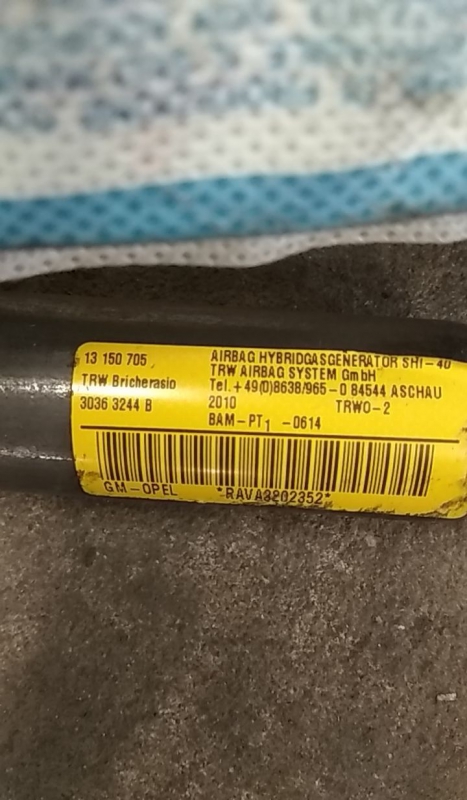 13 150 705
TRW Bricherasio
3036 3244 B
AIRBAG HYBRIDGASGENERATOR SHI-40
TRW AIRBAG SYSTEM GmbH
Tel.+49(0)8638/965-0 84544 ASCHAU
2010 TRWO-2
BAM-PT1 -0614
GM-OPEL *RAVA3202352*